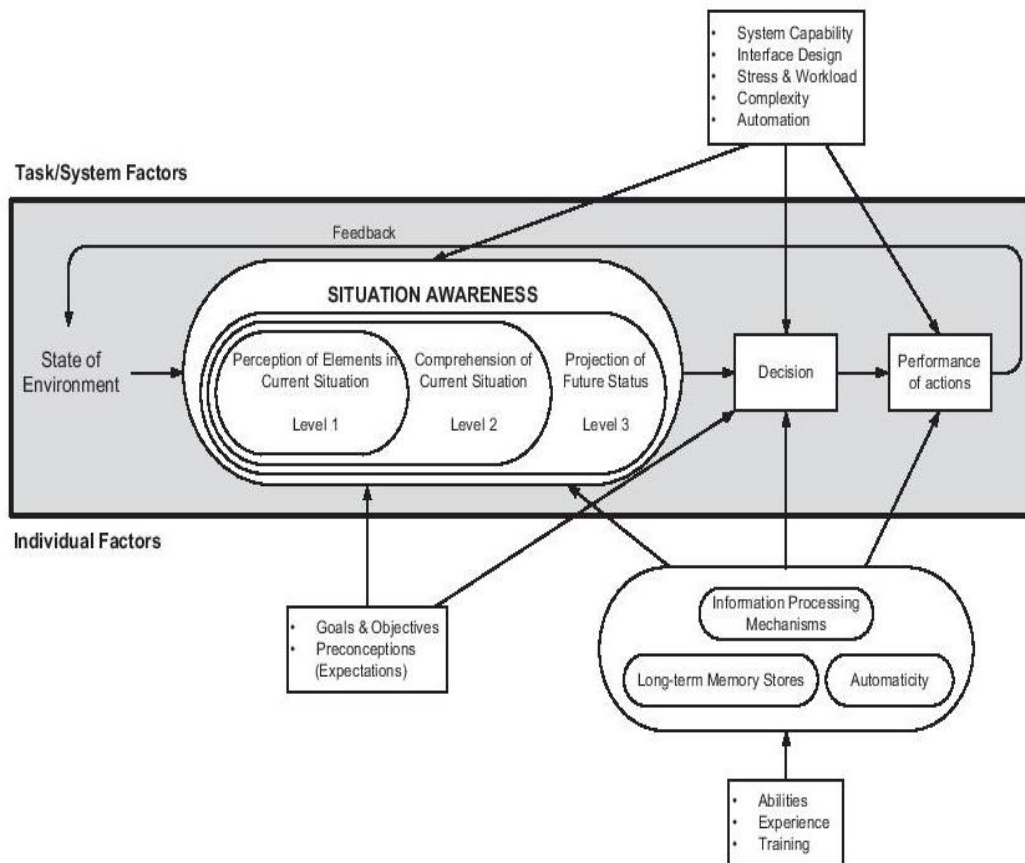 • System Capability
• Interface Design
• Stress & Workload
• Complexity
• Automation
Task/System Factors
Feedback
SITUATION AWARENESS
State of
Environment
Perception of Elements in
Current Situation
Level 1
Comprehension of
Current Situation
Level 2
Projection of
Future Status
Level 3
Decision
Performance
of actions
Individual Factors
• Goals & Objectives
• Preconceptions
(Expectations)
Information Processing
Mechanisms
Long-term Memory Stores
Automaticity
• Abilities
• Experience
• Training